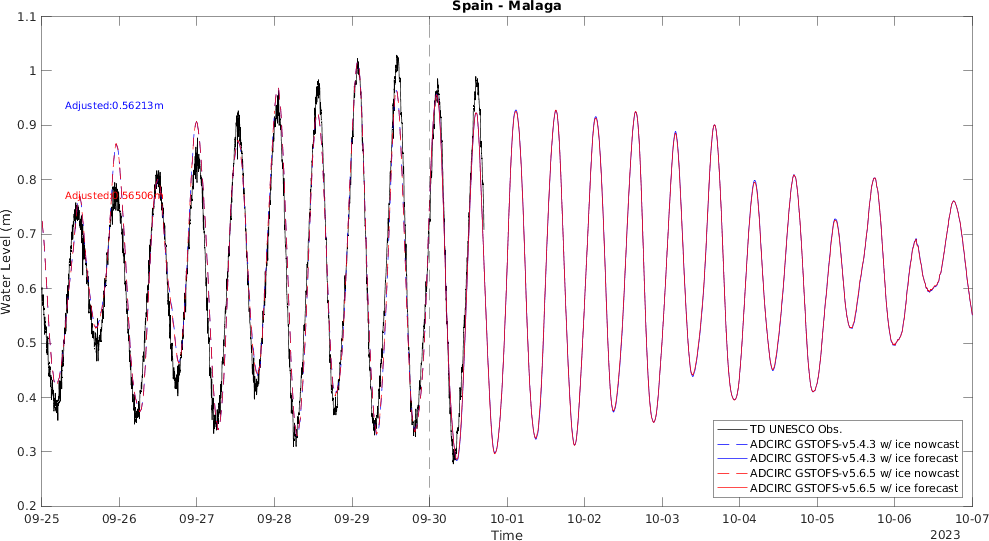 Spain - Malaga
1.1
1
0.9
0.8
0.7
0.6
0.5
0.4
0.3
0.2
Water Level (m)
Adjusted:0.56213m
Adjusted:0.56506m
TD UNESCO Obs.
ADCIRC GSTOFS-v5.4.3 w/ ice nowcast
ADCIRC GSTOFS-v5.4.3 w/ ice forecast
ADCIRC GSTOFS-v5.6.5 w/ ice nowcast
ADCIRC GSTOFS-v5.6.5 w/ ice forecast
09-25 09-26 09-27 09-28 09-29 09-30 10-01 10-02 10-03 10-04 10-05 10-06 10-07
Time
2023